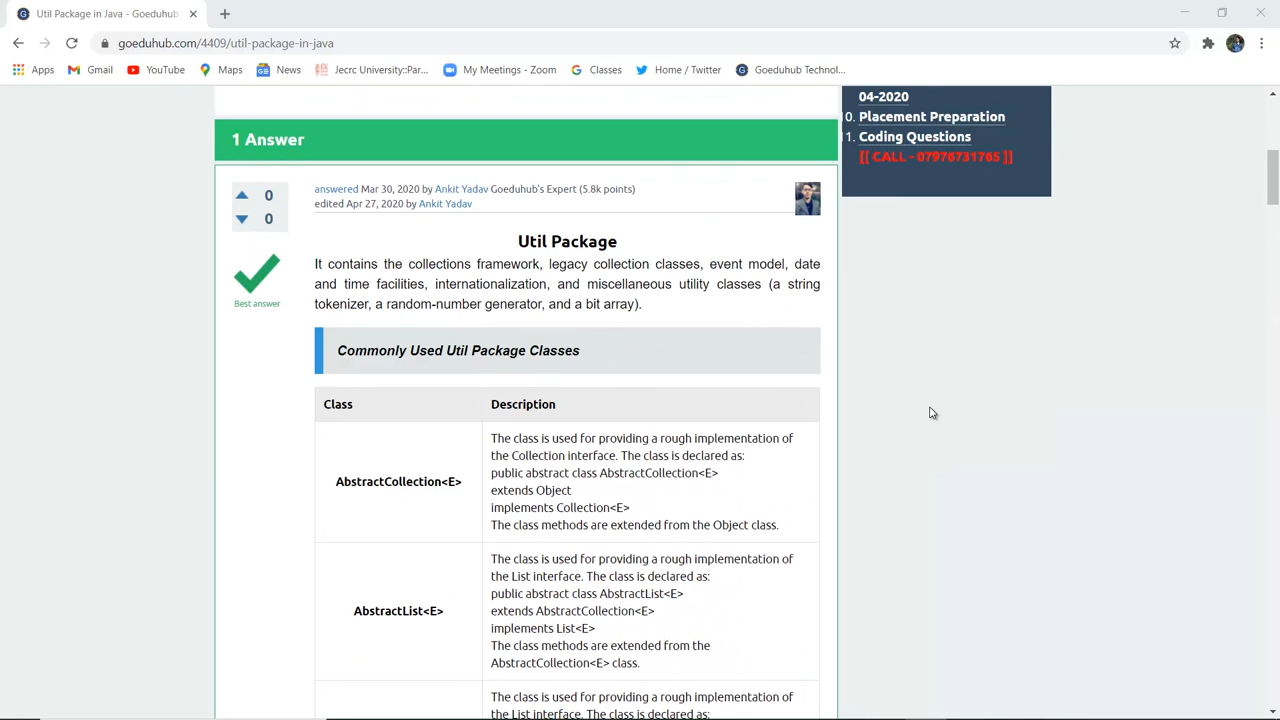 Util Package in Java - Goeduhub
goeduhub.com/4409/util-package-in-java
Apps
Gmail
YouTube
Maps
News
Jecrc University::Par...
My Meetings - Zoom
Classes
Home / Twitter
Goeduhub Technol...
04-2020
10. Placement Preparation
11. Coding Questions
[[ CALL - 07976731765 ]]
1 Answer
0
0
Best answer
answered Mar 30, 2020 by Ankit Yadav Goeduhub's Expert (5.8k points)
edited Apr 27, 2020 by Ankit Yadav
Util Package
It contains the collections framework, legacy collection classes, event model, date
and time facilities, internationalization, and miscellaneous utility classes (a string
tokenizer, a random-number generator, and a bit array).
Commonly Used Util Package Classes
Class
Description
AbstractCollection<E>
The class is used for providing a rough implementation of
the Collection interface. The class is declared as:
public abstract class AbstractCollection<E>
extends Object
implements Collection<E>
The class methods are extended from the Object class.
AbstractList<E>
The class is used for providing a rough implementation of
the List interface. The class is declared as:
public abstract class AbstractList<E>
extends AbstractCollection<E>
implements List<E>
The class methods are extended from the
AbstractCollection<E> class.
The class is used for providing a rough implementation of
the List interface. The class is declared as: